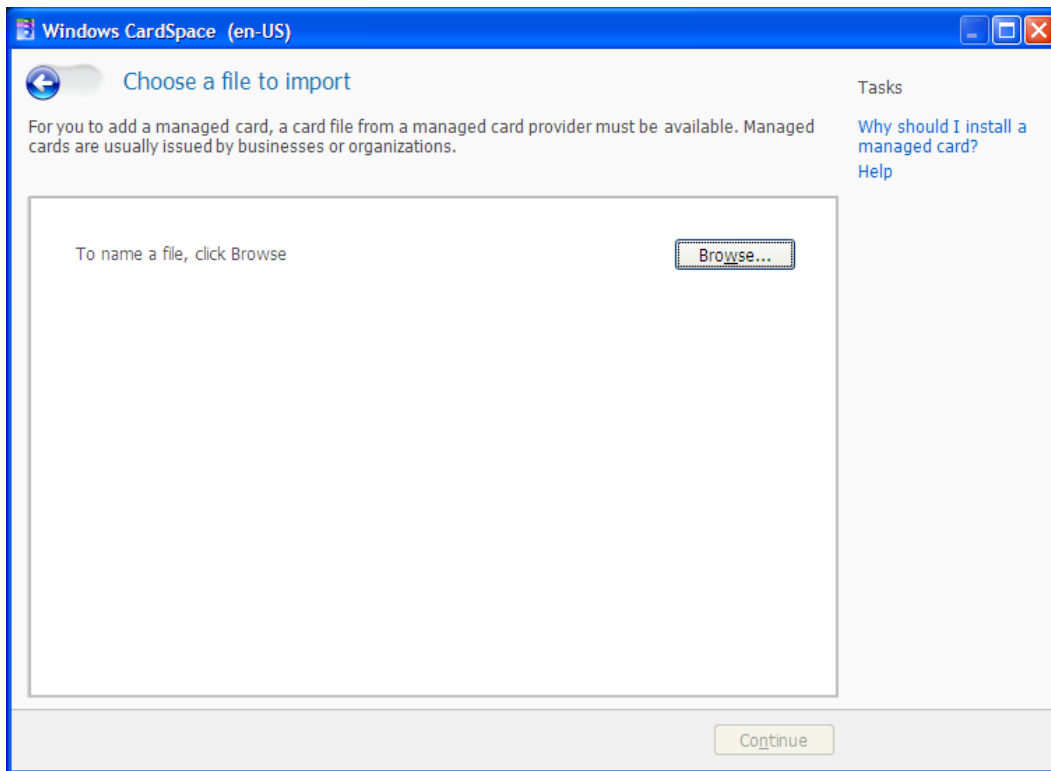 Windows CardSpace (en-US)
Choose a file to import
For you to add a managed card, a card file from a managed card provider must be available. Managed
cards are usually issued by businesses or organizations.
Tasks
Why should I install a
managed card?
Help
To name a file, click Browse
Browse...
Continue